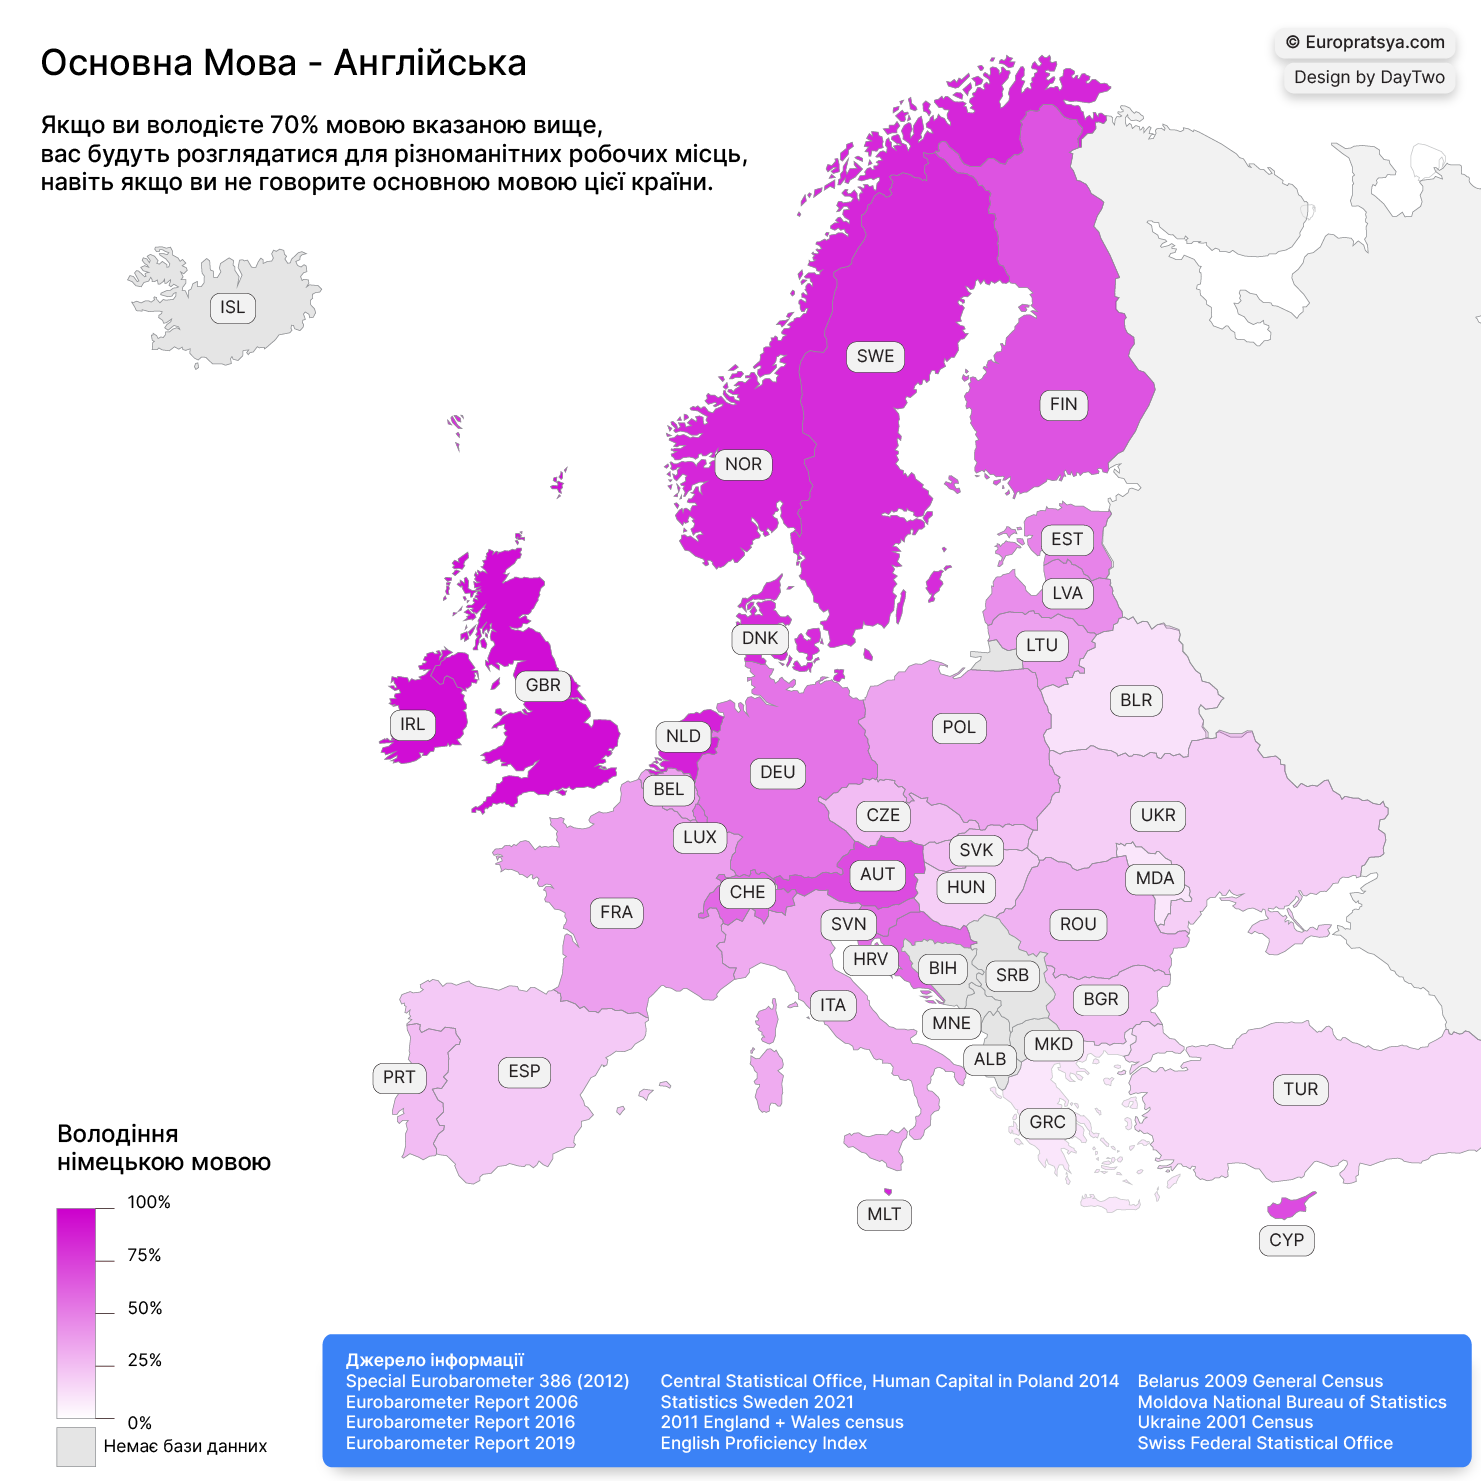 Основна Мова - Англійська
© Europratsya.com
Design by DayTwo
Якщо ви володієте 70% мовою вказаною вище,
вас будуть розглядатися для різноманітних робочих місць,
навіть якщо ви не говорите основною мовою цієї країни.
ISL
SWE
FIN
NOR
EST
LVA
DNK
LTU
GBR
BLR
IRL
NLD
POL
DEU
BEL
CZE
UKR
LUX
SVK
AUT
MDA
HUN
CHE
FRA
SVN
ROU
HRV
BIH
SRB
BGR
ITA
MNE
MKD
ALB
ESP
PRT
TUR
GRC
MLT
CYP
Володіння
німецькою мовою
100%
75%
50%
25%
0%
Немає бази данних
Джерело інформації
Special Eurobarometer 386 (2012)
Eurobarometer Report 2006
Eurobarometer Report 2016
Eurobarometer Report 2019
Central Statistical Office, Human Capital in Poland 2014
Statistics Sweden 2021
2011 England + Wales census
English Proficiency Index
Belarus 2009 General Census
Moldova National Bureau of Statistics
Ukraine 2001 Census
Swiss Federal Statistical Office